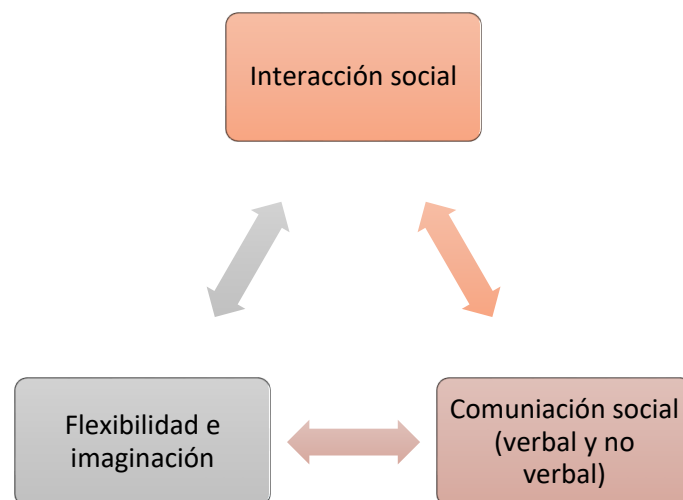 Interacción social
Flexibilidad e
imaginación
Comuniación social
(verbal y no
verbal)